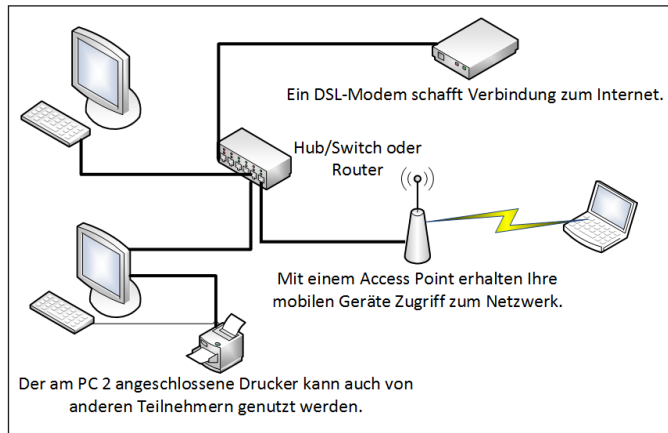 Ein DSL-Modem schafft Verbindung zum Internet.
Hub/Switch oder
Router
Mit einem Access Point erhalten Ihre
mobilen Geräte Zugriff zum Netzwerk.
Der am PC 2 angeschlossene Drucker kann auch von
anderen Teilnehmern genutzt werden.